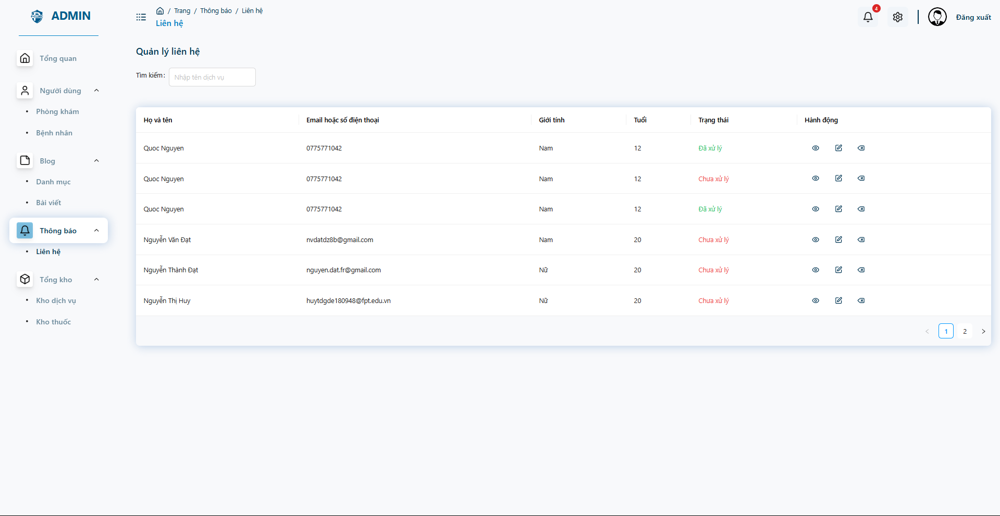 ADMIN
Tổng quan
Người dùng
• Phòng khám
• Bệnh nhân
Blog
• Danh mục
• Bài viết
Thông báo
• Liên hệ
Tổng kho
• Kho dịch vụ
• Kho thuốc
/ Trang / Thông báo / Liên hệ
Liên hệ
4
Đăng xuất
Quản lý liên hệ
Tìm kiếm: Nhập tên dịch vụ
Họ và tên Email hoặc số điện thoại Giới tính Tuổi Trạng thái Hành động
Quoc Nguyen 0775771042 Nam 12 Đã xử lý
Quoc Nguyen 0775771042 Nam 12 Chưa xử lý
Quoc Nguyen 0775771042 Nam 12 Đã xử lý
Nguyễn Văn Đạt nvdatdz8b@gmail.com Nam 20 Chưa xử lý
Nguyễn Thành Đạt nguyen.dat.fr@gmail.com Nữ 20 Chưa xử lý
Nguyễn Thị Huy huytdgde180948@fpt.edu.vn Nữ 20 Chưa xử lý
< 1 2 >